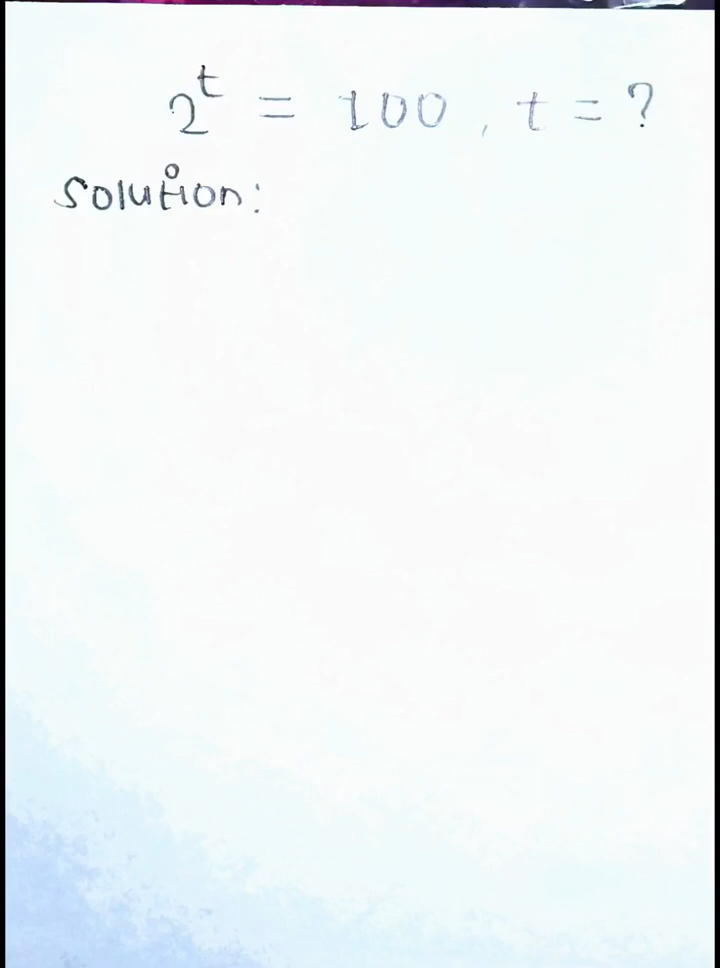 2^t = 100, t = ?
Solution: